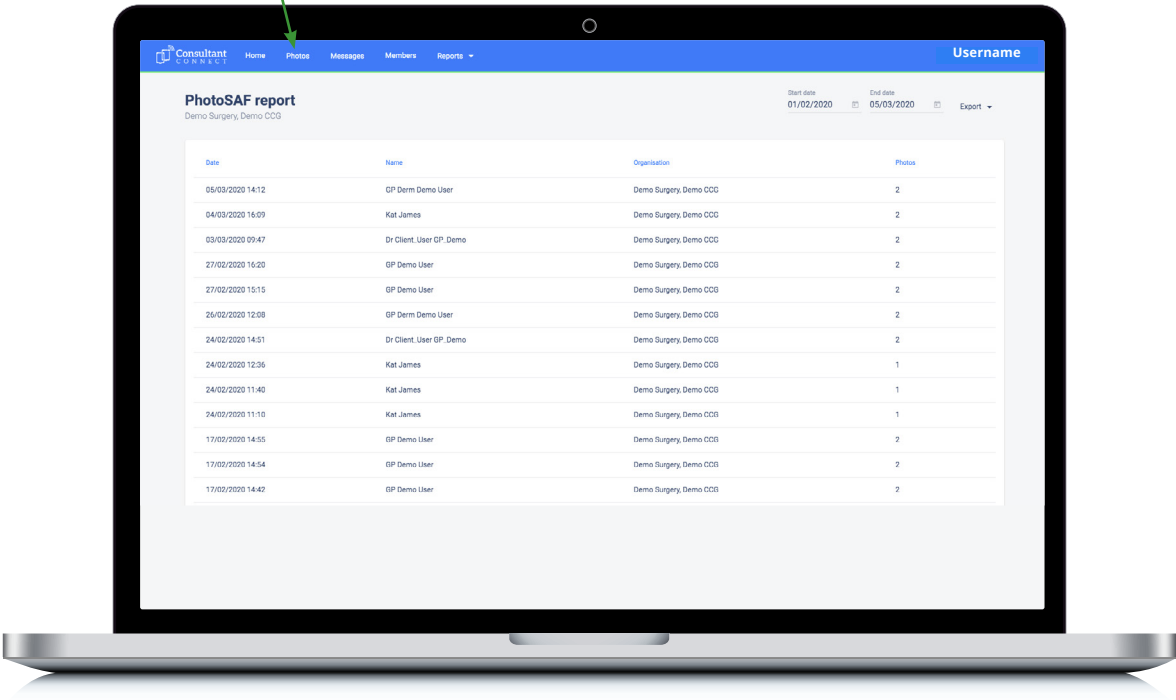 Consultant
CONNECT
Home Photos Messages Members Reports
Username
PhotoSAF report
Demo Surgery, Demo CCG
Start date End date
01/02/2020 05/03/2020 Export
Date Name Organisation Photos
05/03/2020 14:12 GP Derm Demo User Demo Surgery, Demo CCG 2
04/03/2020 16:09 Kat James Demo Surgery, Demo CCG 2
03/03/2020 09:47 Dr Client_User GP_Demo Demo Surgery, Demo CCG 2
27/02/2020 16:20 GP Demo User Demo Surgery, Demo CCG 2
27/02/2020 15:15 GP Demo User Demo Surgery, Demo CCG 2
26/02/2020 12:08 GP Derm Demo User Demo Surgery, Demo CCG 2
24/02/2020 14:51 Dr Client_User GP_Demo Demo Surgery, Demo CCG 2
24/02/2020 12:36 Kat James Demo Surgery, Demo CCG 1
24/02/2020 11:40 Kat James Demo Surgery, Demo CCG 1
24/02/2020 11:10 Kat James Demo Surgery, Demo CCG 1
17/02/2020 14:55 GP Demo User Demo Surgery, Demo CCG 2
17/02/2020 14:54 GP Demo User Demo Surgery, Demo CCG 2
17/02/2020 14:42 GP Demo User Demo Surgery, Demo CCG 2